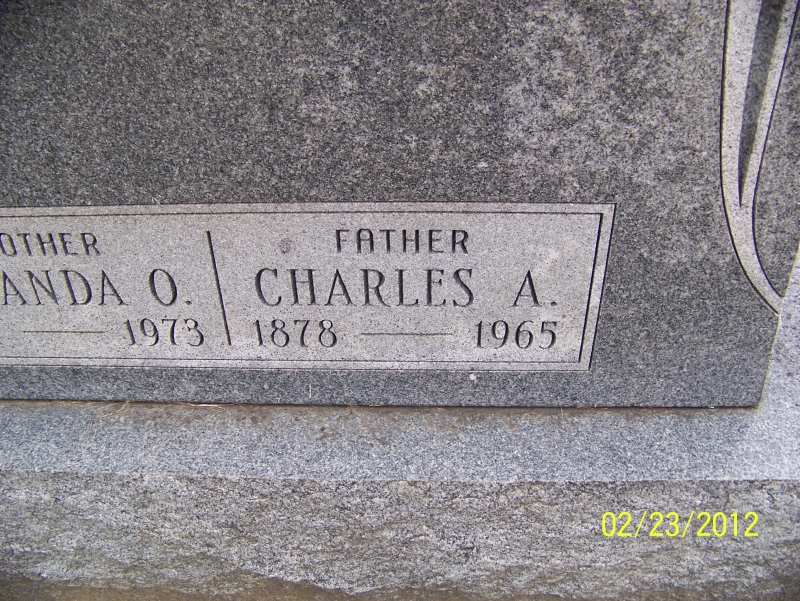 OTHER
ANDA O.
1973
FATHER
CHARLES A.
1878 1965
02/23/2012